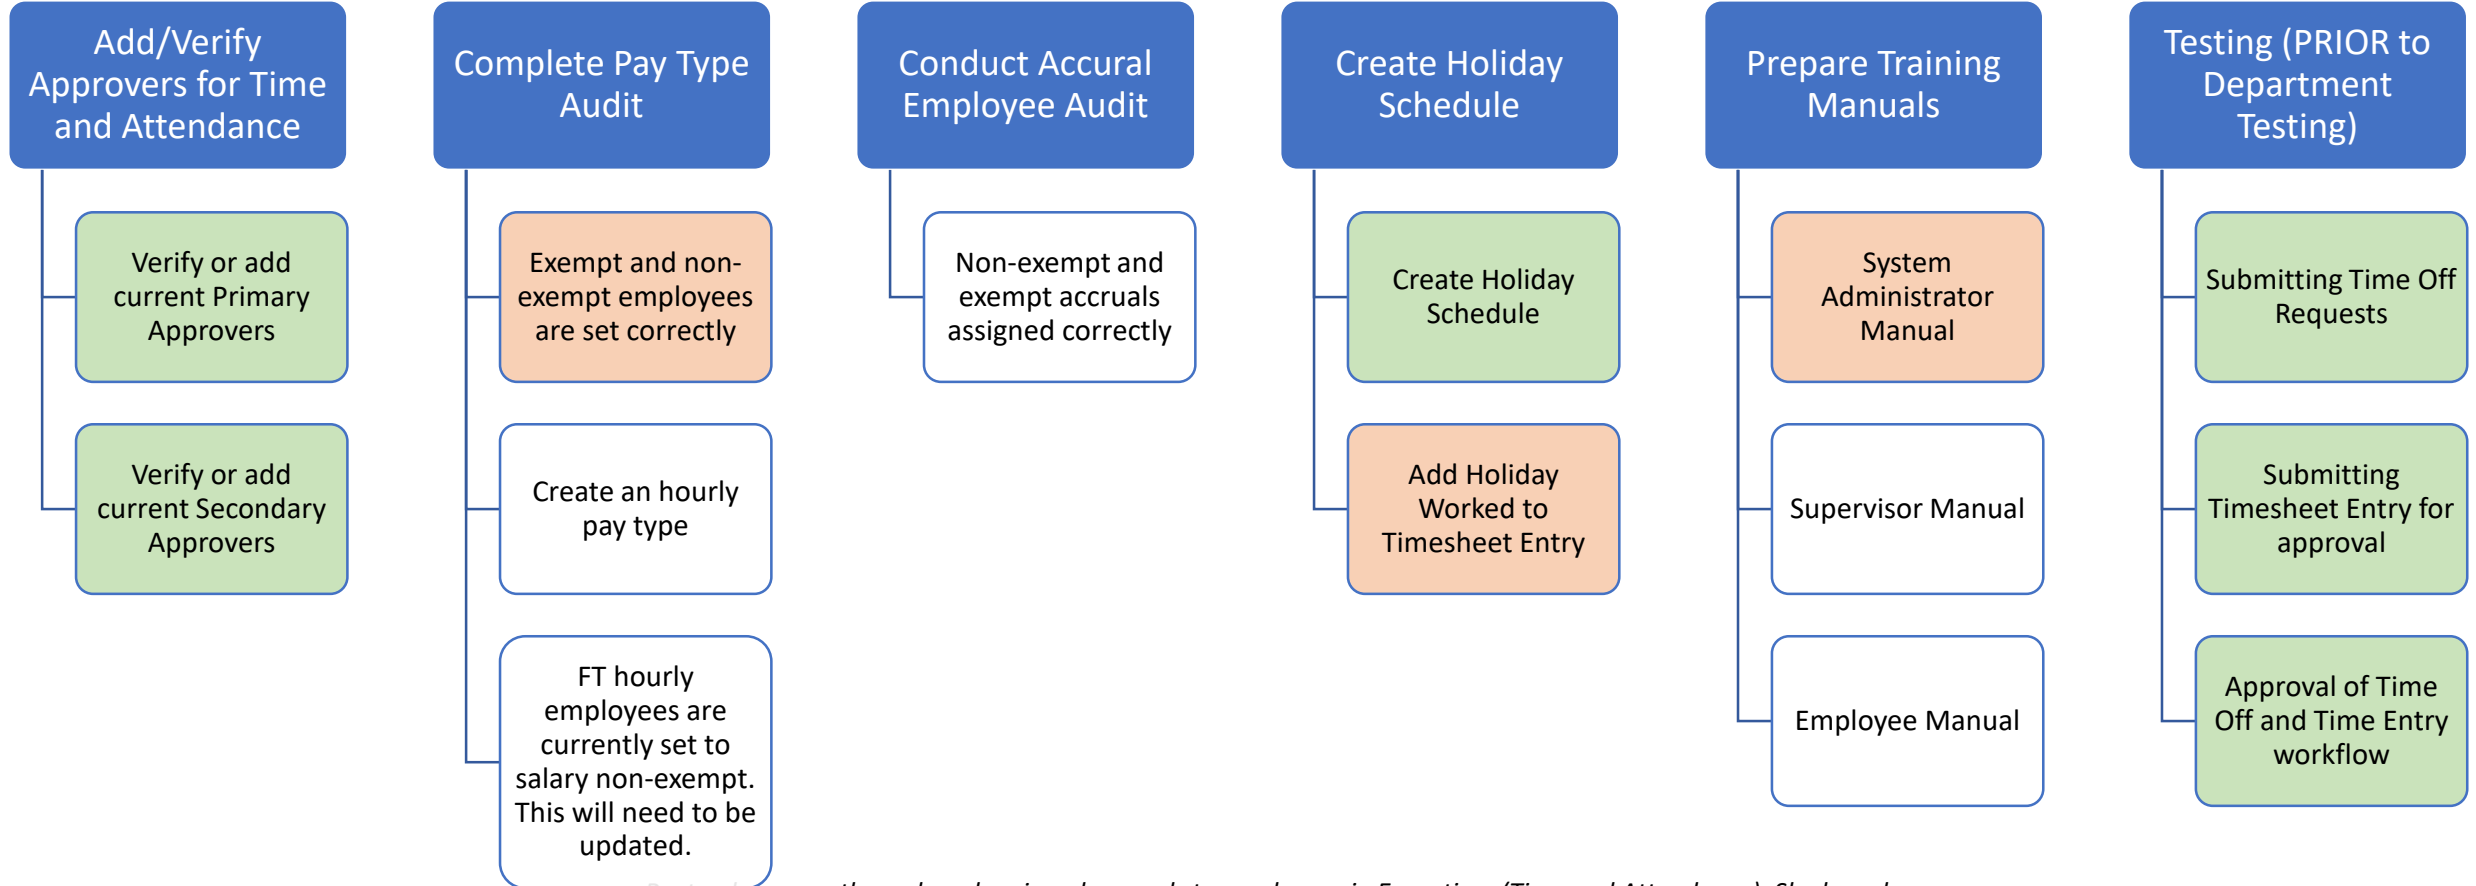 Add/Verify
Approvers for Time
and Attendance
Verify or add
current Primary
Approvers
Verify or add
current Secondary
Approvers
Complete Pay Type
Audit
Exempt and non-
exempt employees
are set correctly
Create an hourly
pay type
FT hourly
employees are
currently set to
salary non-exempt.
This will need to be
updated.
Conduct Accural
Employee Audit
Non-exempt and
exempt accruals
assigned correctly
Create Holiday
Schedule
Create Holiday
Schedule
Add Holiday
Worked to
Timesheet Entry
Prepare Training
Manuals
System
Administrator
Manual
Supervisor Manual
Employee Manual
Testing (PRIOR to
Department
Testing)
Submitting Time Off
Requests
Submitting
Timesheet Entry for
approval
Approval of Time
Off and Time Entry
workflow